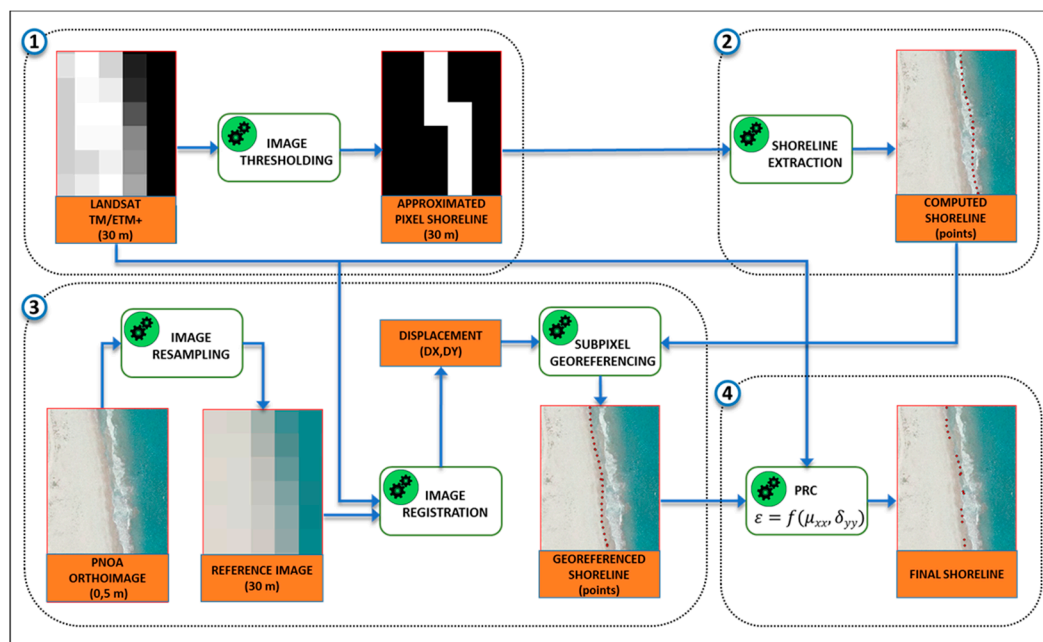 1
LANDSAT
TM/ETM+
(30 m)
IMAGE
THRESHOLDING
APPROXIMATED
PIXEL SHORELINE
(30 m)
2
SHORELINE
EXTRACTION
COMPUTED
SHORELINE
(points)
3
IMAGE
RESAMPLING
PNOA
ORTHOIMAGE
(0,5 m)
REFERENCE IMAGE
(30 m)
IMAGE
REGISTRATION
DISPLACEMENT
(DX,DY)
SUBPIXEL
GEOREFERENCING
GEOREFERENCED
SHORELINE
(points)
4
PRC
ε = f(μ_xx, δ_yy)
FINAL SHORELINE